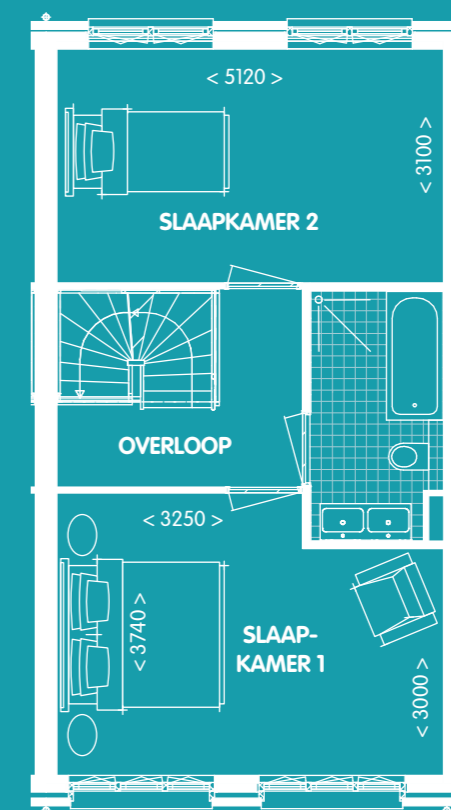 < 5120 >
< 3100 >
SLAAPKAMER 2
OVERLOOP
< 3250 >
< 3740 >
SLAAP-
KAMER 1
< 3000 >